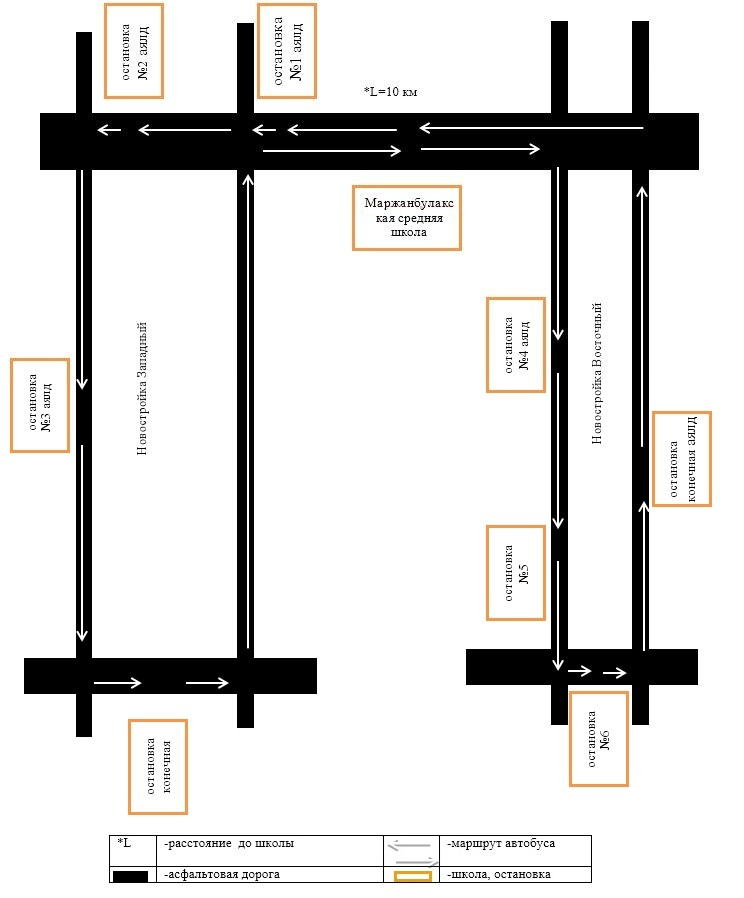 остановка
№2 аялд
остановка
№1 аялд
*L=10 км
Маржанбулакс
кая средняя
школа
остановка
№3 аялд
Новостройка Западный
остановка
№4 аялд
Новостройка Восточный
остановка
конечная аялд
остановка
№5
остановка
конечная
остановка
№6
*L -расстояние до школы -маршрут автобуса
-асфальтовая дорога -школа, остановка